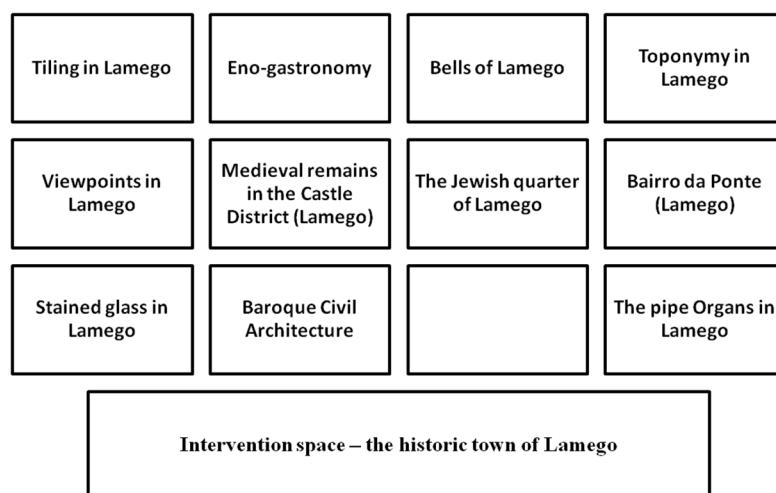 Tiling in Lamego
Eno-gastronomy
Bells of Lamego
Toponymy in
Lamego
Viewpoints in
Lamego
Medieval remains
in the Castle
District (Lamego)
The Jewish quarter
of Lamego
Bairro da Ponte
(Lamego)
Stained glass in
Lamego
Baroque Civil
Architecture
The pipe Organs in
Lamego
Intervention space – the historic town of Lamego